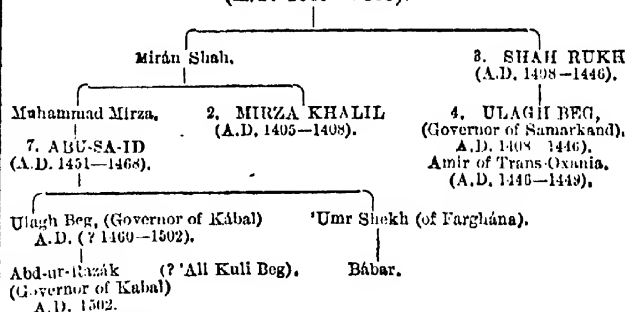 Mirán Shah.
3. SHAH RUKH
(A.D. 1408—1446).
Muhammad Mirza.
2. MIRZA KHALIL
(A.D. 1405—1408).
4. ULAGH BEG,
(Governor of Samarkand),
A.D. 1408 1446).
Amir of Trans-Oxania.
(A.D. 1446—1449).
7. ABU-SA-ID
(A.D. 1451—1468).
Ulagh Beg, (Governor of Kábal)
A.D. (? 1460—1502).
'Umr Shekh (of Farghána).
Abd-ur-Razák
(Governor of Kabal)
A.D. 1502.
(? 'Ali Kuli Beg).
Bábar.